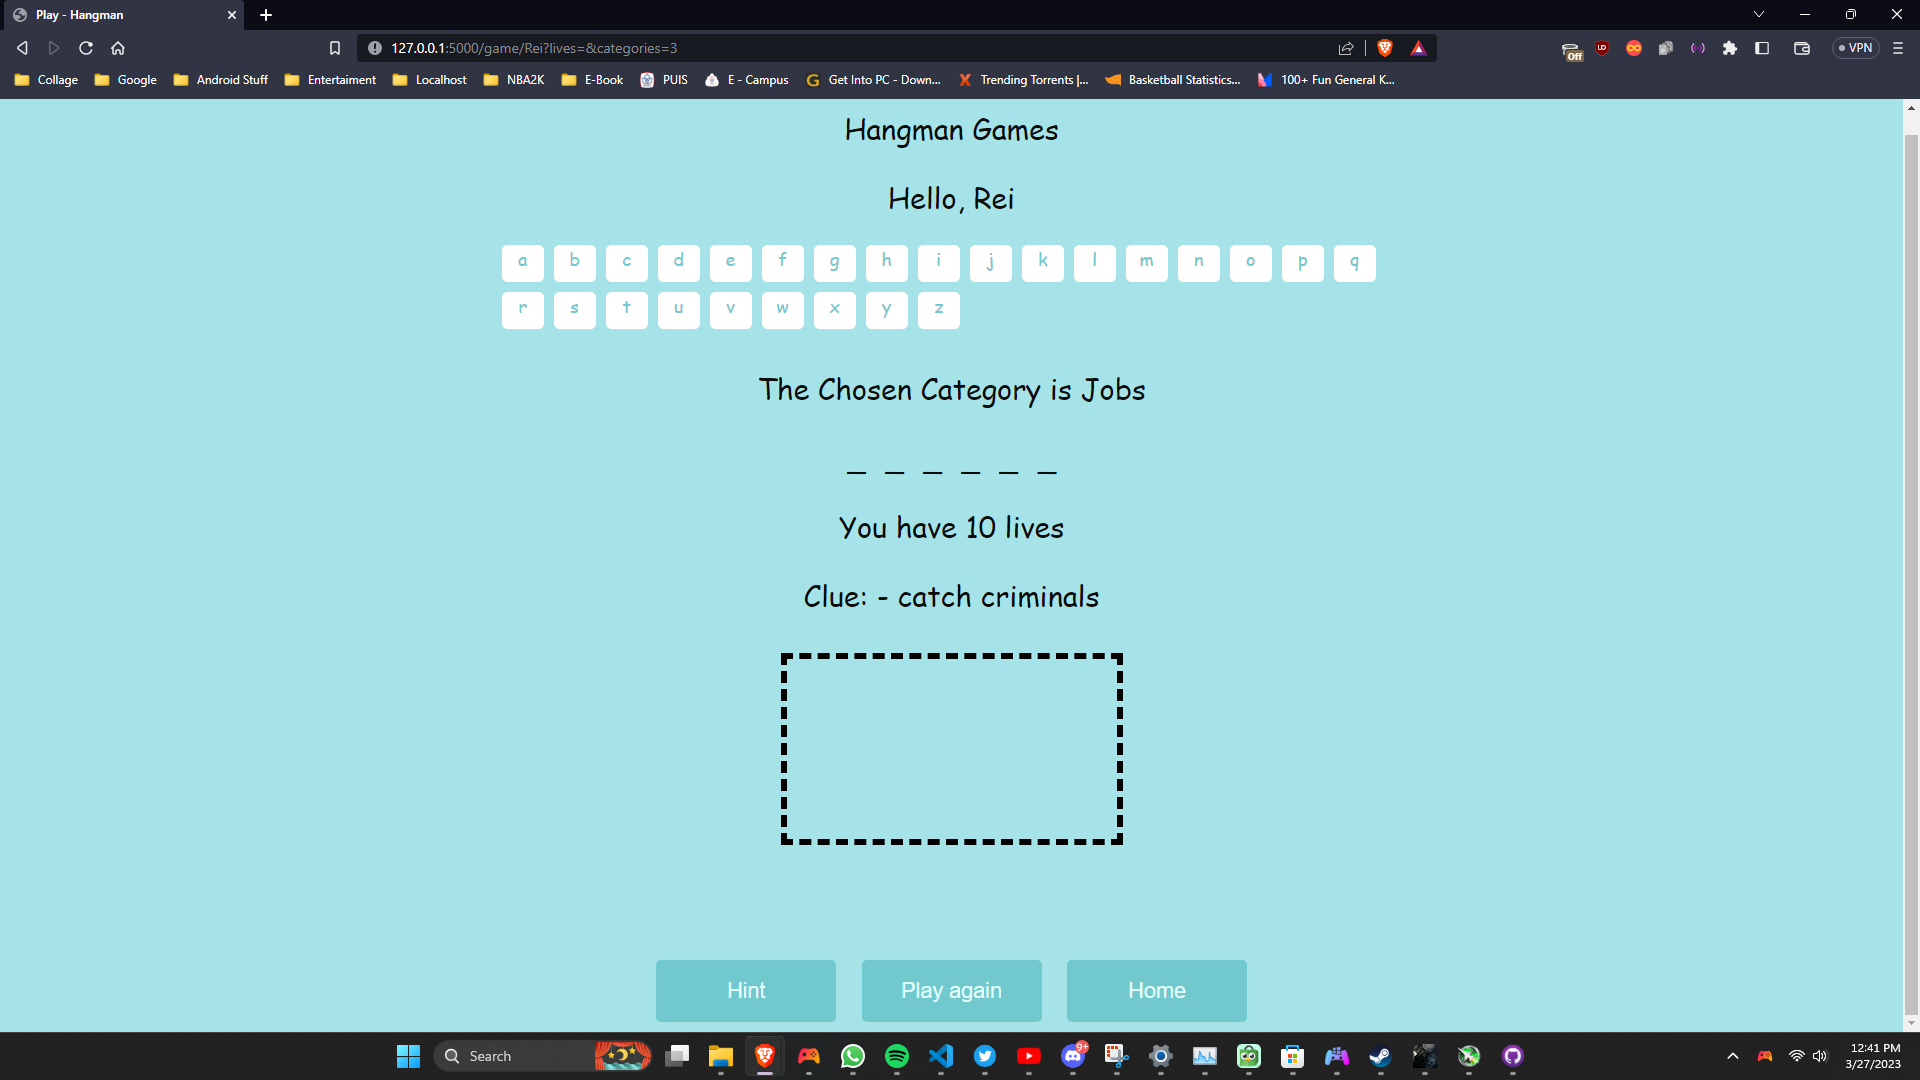 Play - Hangman
127.0.0.1:5000/game/Rei?lives=&categories=3
Off
VPN
Collage Google Android Stuff Entertaiment Localhost NBA2K E-Book PUIS E - Campus Get Into PC - Down... Trending Torrents |... Basketball Statistics... 100+ Fun General K...
Hangman Games
Hello, Rei
a b c d e f g h i j k l m n o p q
r s t u v w x y z
The Chosen Category is Jobs
_ _ _ _ _ _
You have 10 lives
Clue: - catch criminals
Hint Play again Home
Search
9+
12:41 PM
3/27/2023